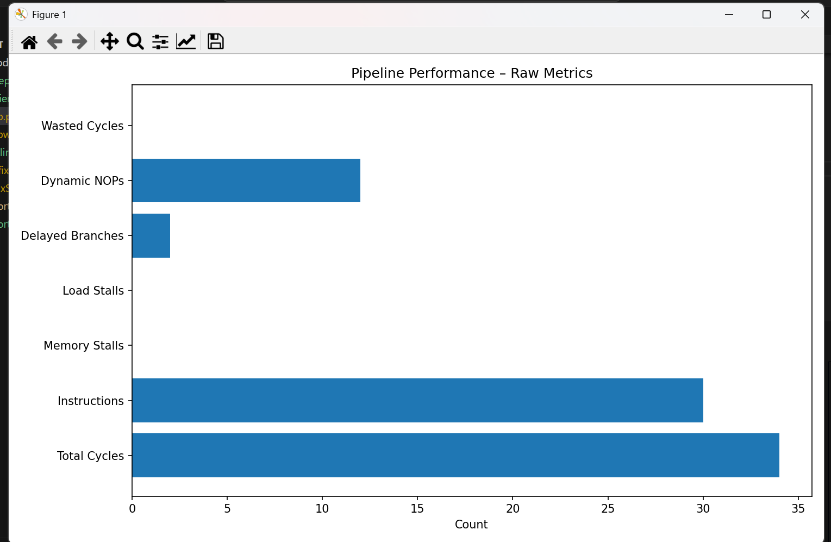 Figure 1
Pipeline Performance – Raw Metrics
Wasted Cycles
Dynamic NOPs
Delayed Branches
Load Stalls
Memory Stalls
Instructions
Total Cycles
0 5 10 15 20 25 30 35
Count